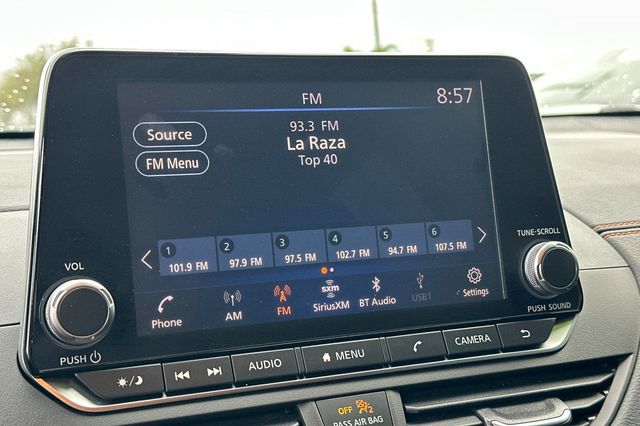 FM
8:57
Source
93.3 FM
La Raza
FM Menu
Top 40
1 2 3 4 5 6
101.9 FM 97.9 FM 97.5 FM 102.7 FM 94.7 FM 107.5 FM
Phone AM FM SiriusXM BT Audio USB1 Settings
sxm
VOL
PUSH
TUNE-SCROLL
PUSH SOUND
AUDIO
MENU
CAMERA
OFF
PASS AIR BAG